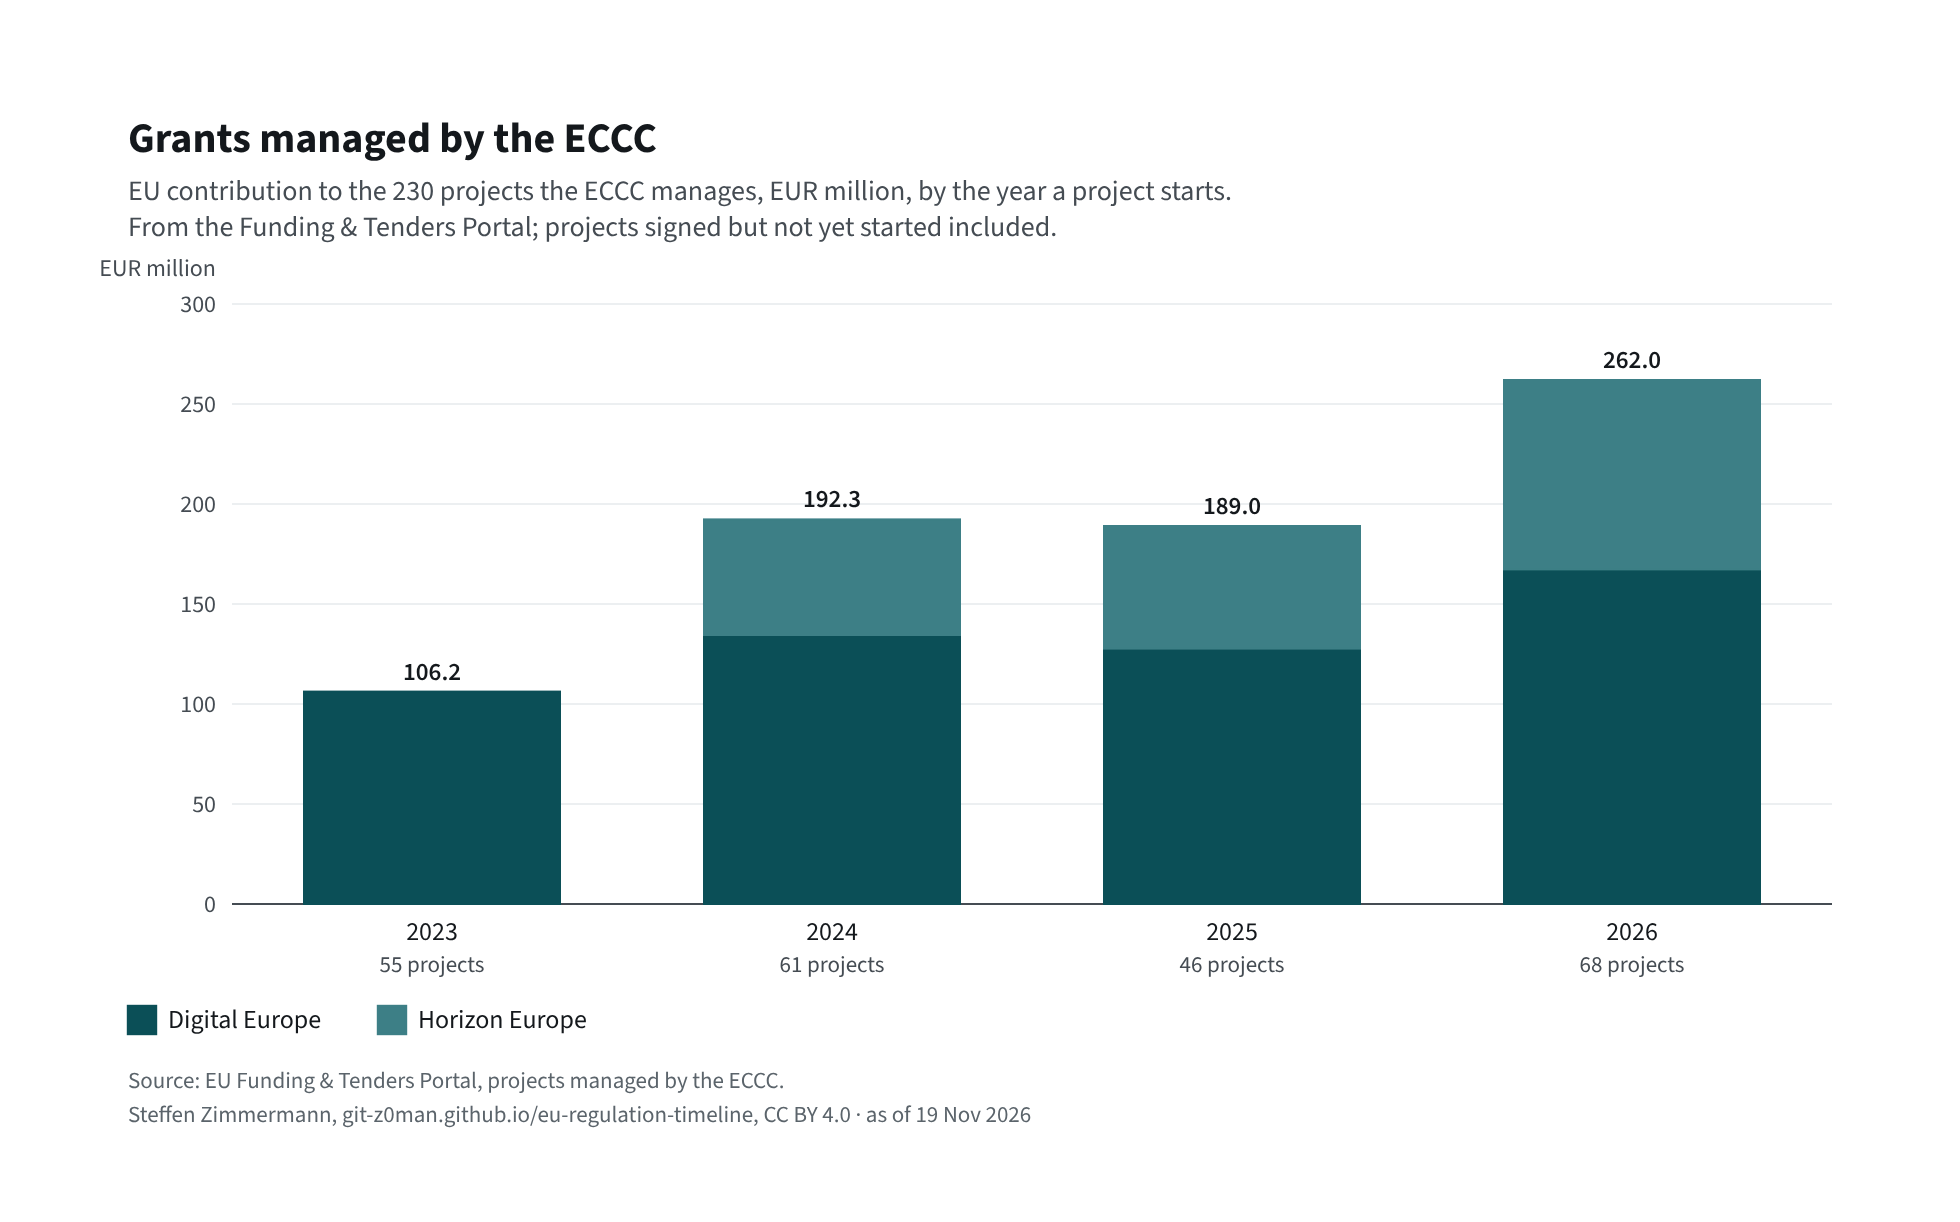 Grants managed by the ECCC
EU contribution to the 230 projects the ECCC manages, EUR million, by the year a project starts.
From the Funding & Tenders Portal; projects signed but not yet started included.
EUR million
300
250
200
150
100
50
0
106.2
192.3
189.0
262.0
2023
2024
2025
2026
55 projects
61 projects
46 projects
68 projects
Digital Europe
Horizon Europe
Source: EU Funding & Tenders Portal, projects managed by the ECCC.
Steffen Zimmermann, git-z0man.github.io/eu-regulation-timeline, CC BY 4.0 · as of 19 Nov 2026